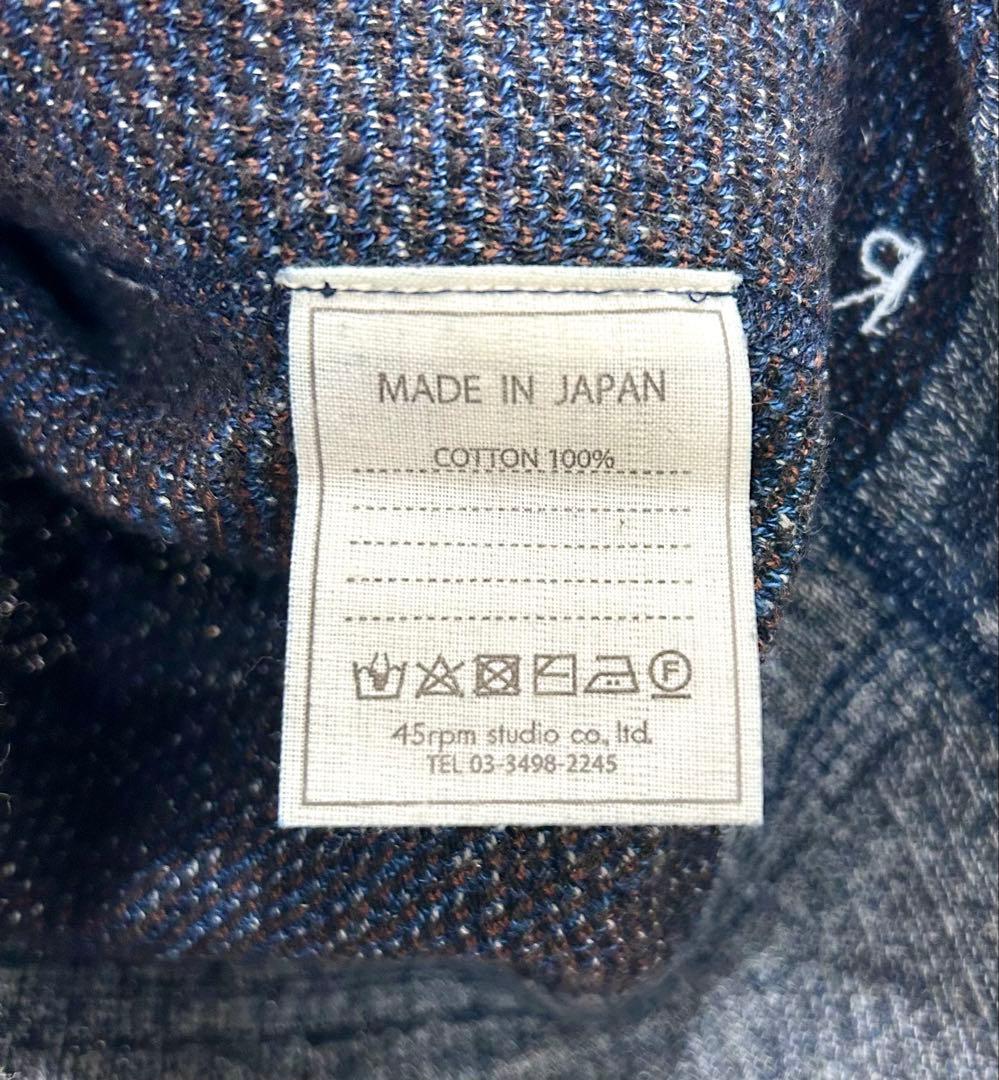 MADE IN JAPAN
COTTON 100%
F
45rpm studio co., ltd.
TEL 03-3498-2245
R